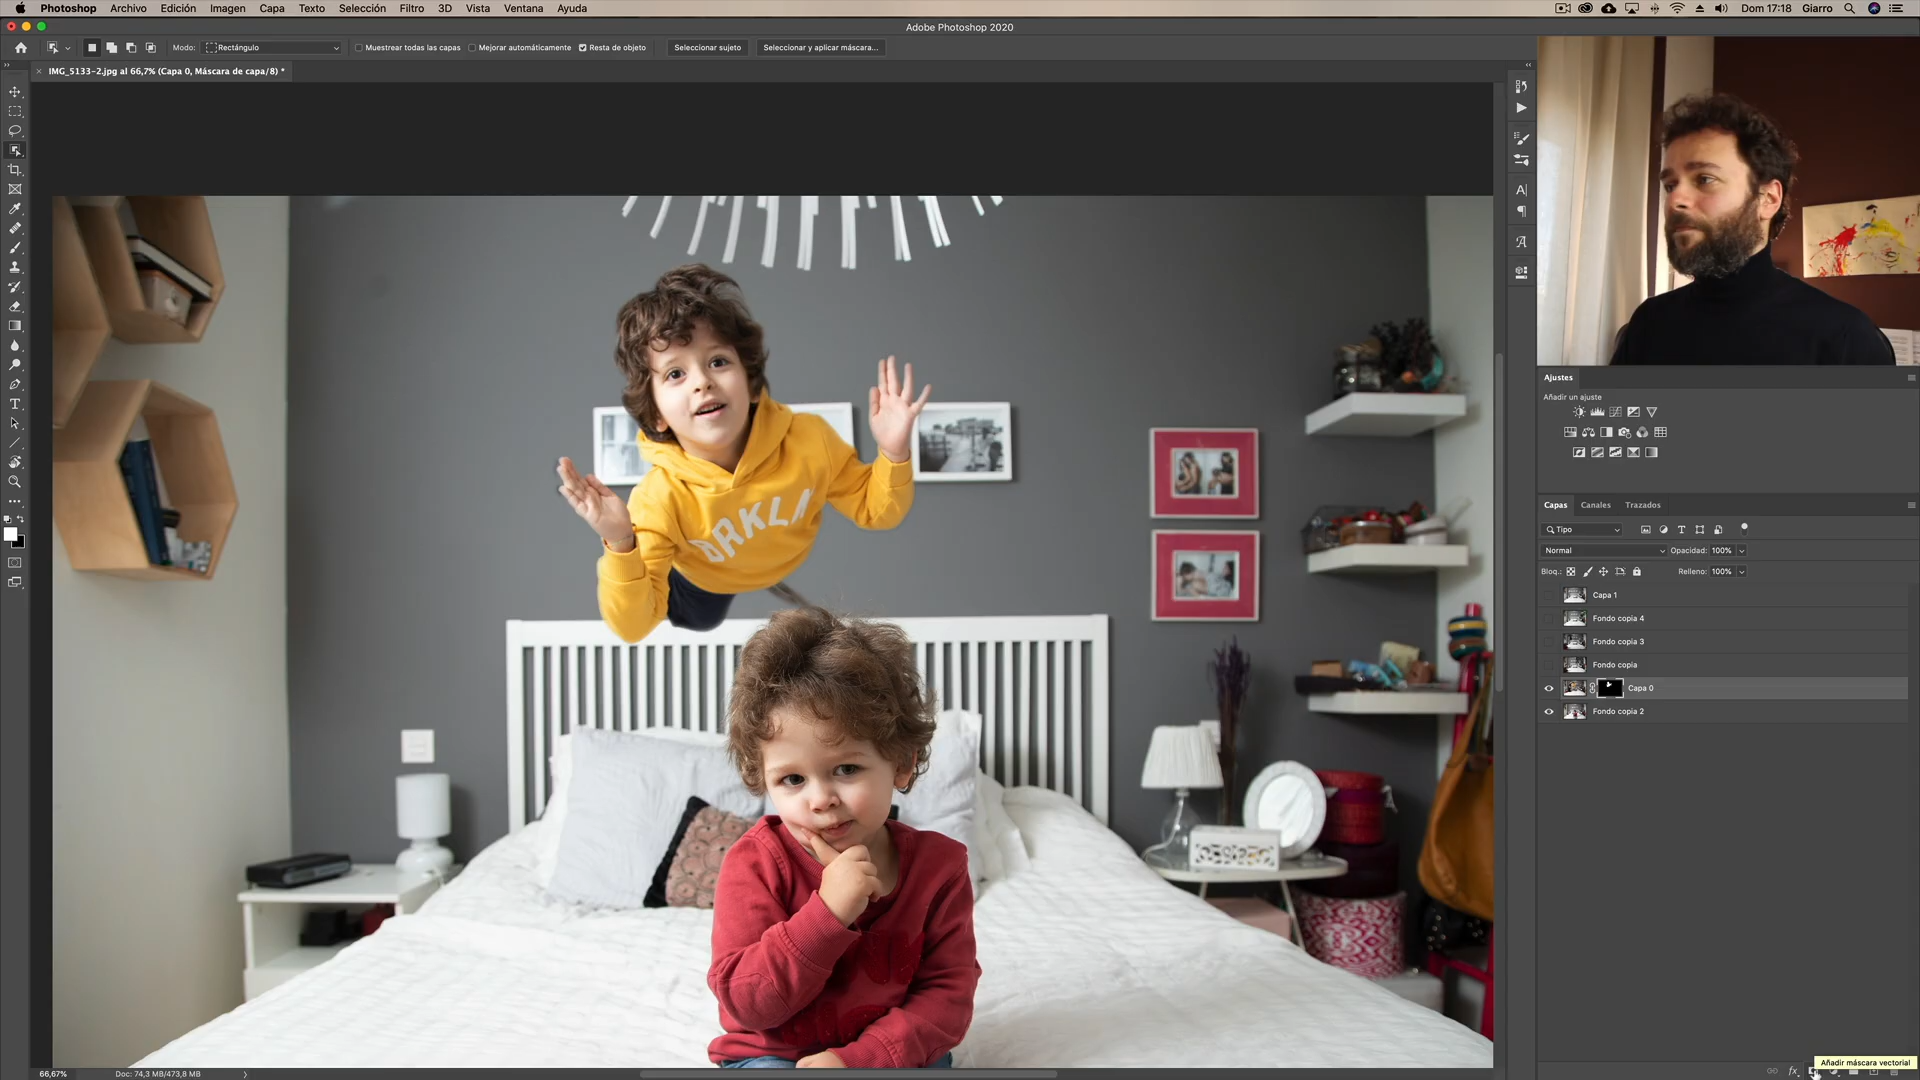 Photoshop Archivo Edición Imagen Capa Texto Selección Filtro 3D Vista Ventana Ayuda Dom 17:18 Giarro
Adobe Photoshop 2020
Modo: Rectángulo Muestrear todas las capas Mejorar automáticamente Resta de objeto Seleccionar sujeto Seleccionar y aplicar máscara...
IMG_5133-2.jpg al 66,7% (Capa 0, Máscara de capa/8) *
Ajustes
Añadir un ajuste
Capas Canales Trazados
Tipo
Normal Opacidad: 100%
Bloq.: Relleno: 100%
Capa 1
Fondo copia 4
Fondo copia 3
Fondo copia
Capa 0
Fondo copia 2
Añadir máscara vectorial
fx
66,67% Doc: 74,3 MB/473,8 MB